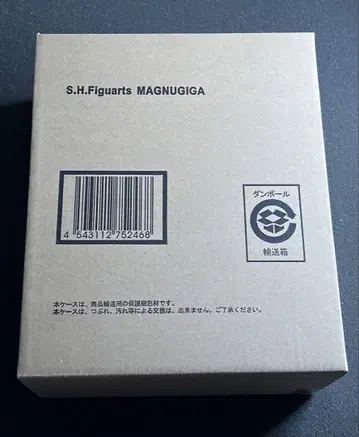 S.H.Figuarts MAGNUGIGA
4 543112 752468
ダンボール
輸送箱
本ケースは、商品輸送用の保護梱包材です。
本ケースは、つぶれ、汚れ等による交換は、出来ません。ご了承ください。